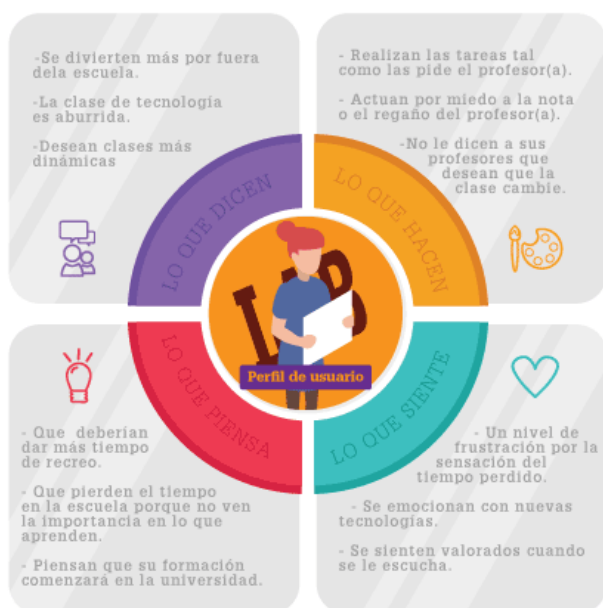 -Se divierten más por fuera
dela escuela.
-La clase de tecnología
es aburrida.
-Desean clases más
dinámicas
LO QUE DICEN
- Realizan las tareas tal
como las pide el profesor(a).
- Actuan por miedo a la nota
o el regaño del profesor(a).
-No le dicen a sus
profesores que
desean que la
clase cambie.
LO QUE HACEN
Perfil de usuario
LO QUE PIENSA
- Que deberían
dar más tiempo
de recreo.
- Que pierden el tiempo
en la escuela porque no ven
la importancia en lo que
aprenden.
- Piensan que su formación
comenzará en la universidad.
LO QUE SIENTE
- Un nivel de
frustración por la
sensación del
tiempo perdido.
- Se emocionan con nuevas
tecnologías.
- Se sienten valorados cuando
se le escucha.